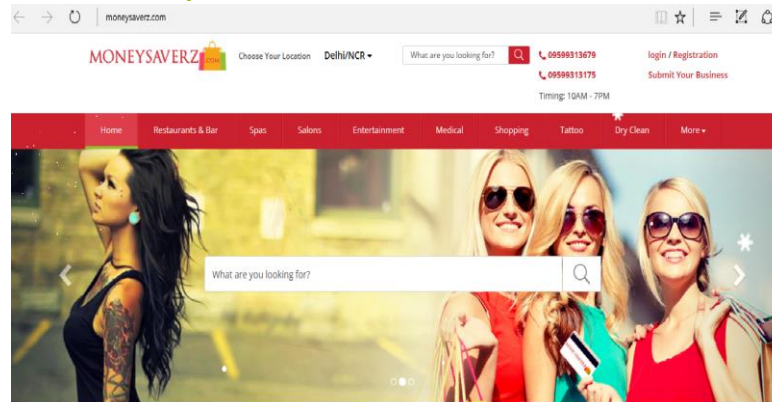 moneysaverz.com
MONEYSAVERZ .COM
Choose Your Location Delhi/NCR
What are you looking for?
09599313679
09599313175
Timing: 10AM - 7PM
login / Registration
Submit Your Business
Home Restaurants & Bar Spas Salons Entertainment Medical Shopping Tattoo Dry Clean More
What are you looking for?